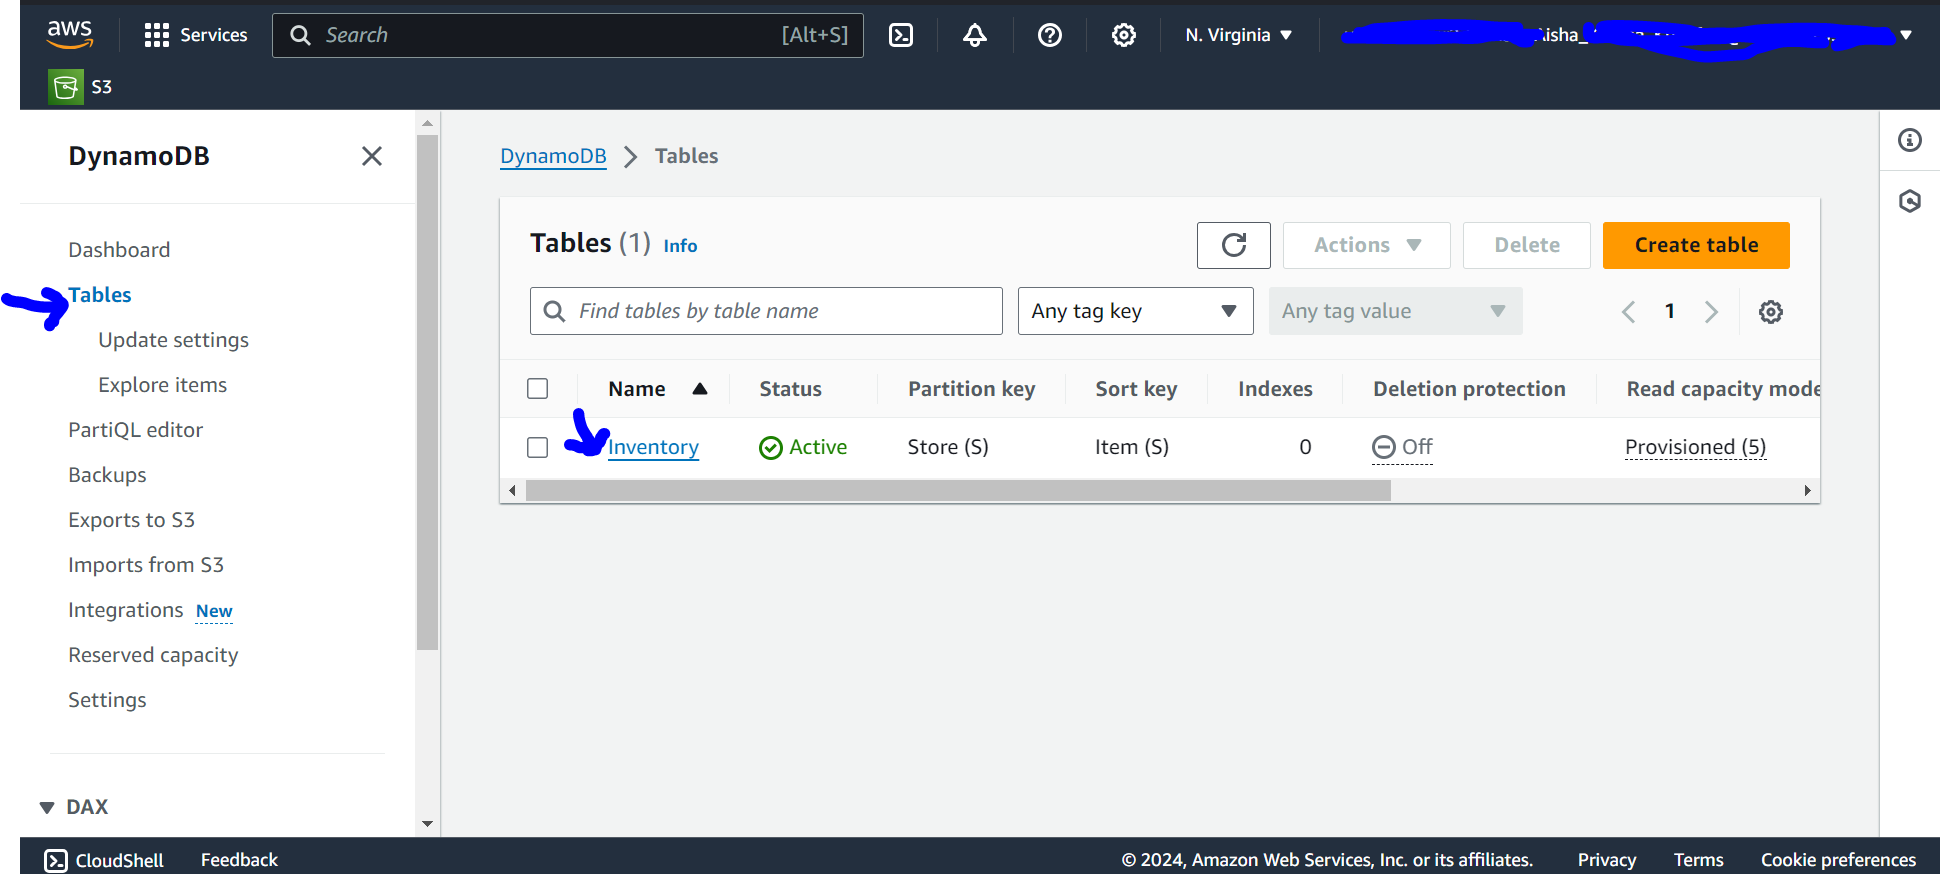 aws
Services
Search [Alt+S]
N. Virginia
S3
DynamoDB
Dashboard
Tables
Update settings
Explore items
PartiQL editor
Backups
Exports to S3
Imports from S3
Integrations New
Reserved capacity
Settings
DAX
DynamoDB > Tables
Tables (1) Info
Actions
Delete
Create table
Find tables by table name
Any tag key
Any tag value
1
Name Status Partition key Sort key Indexes Deletion protection Read capacity mode
Inventory Active Store (S) Item (S) 0 Off Provisioned (5)
CloudShell Feedback © 2024, Amazon Web Services, Inc. or its affiliates. Privacy Terms Cookie preferences